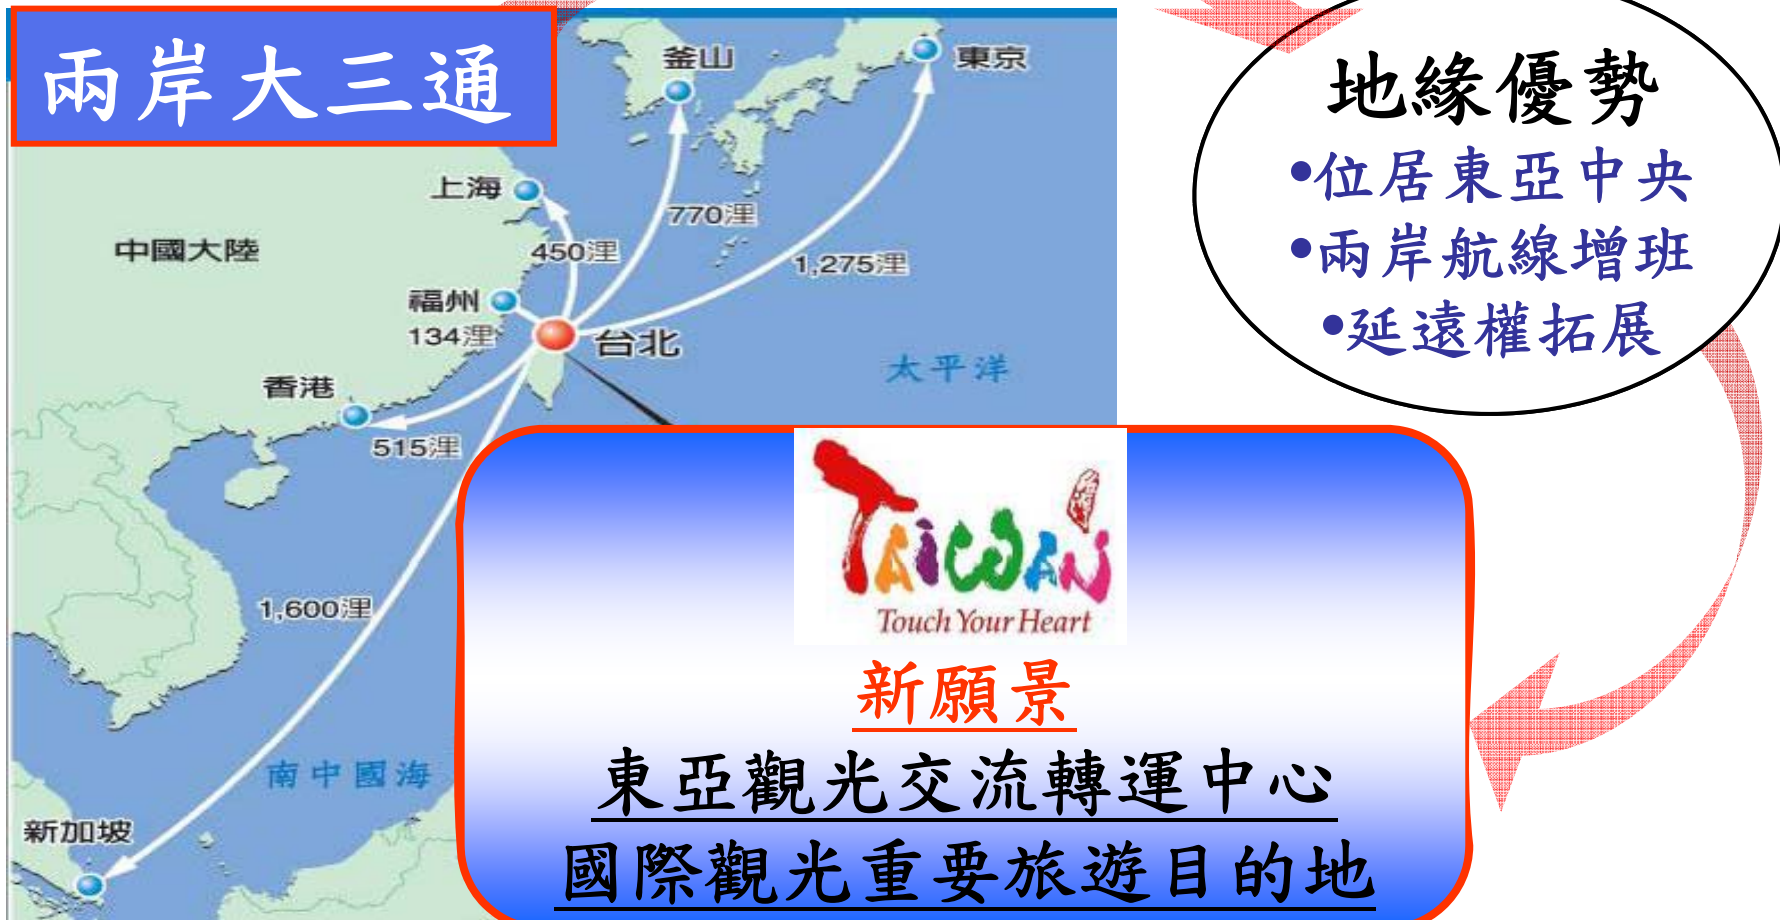 兩岸大三通
釜山
東京
上海
770浬
中國大陸
450浬
1,275浬
福州
134浬
台北
太平洋
香港
515浬
1,600浬
南中國海
新加坡
地緣優勢
•位居東亞中央
•兩岸航線增班
•延遠權拓展
台灣
TAIWAN
Touch Your Heart
新願景
東亞觀光交流轉運中心
國際觀光重要旅遊目的地